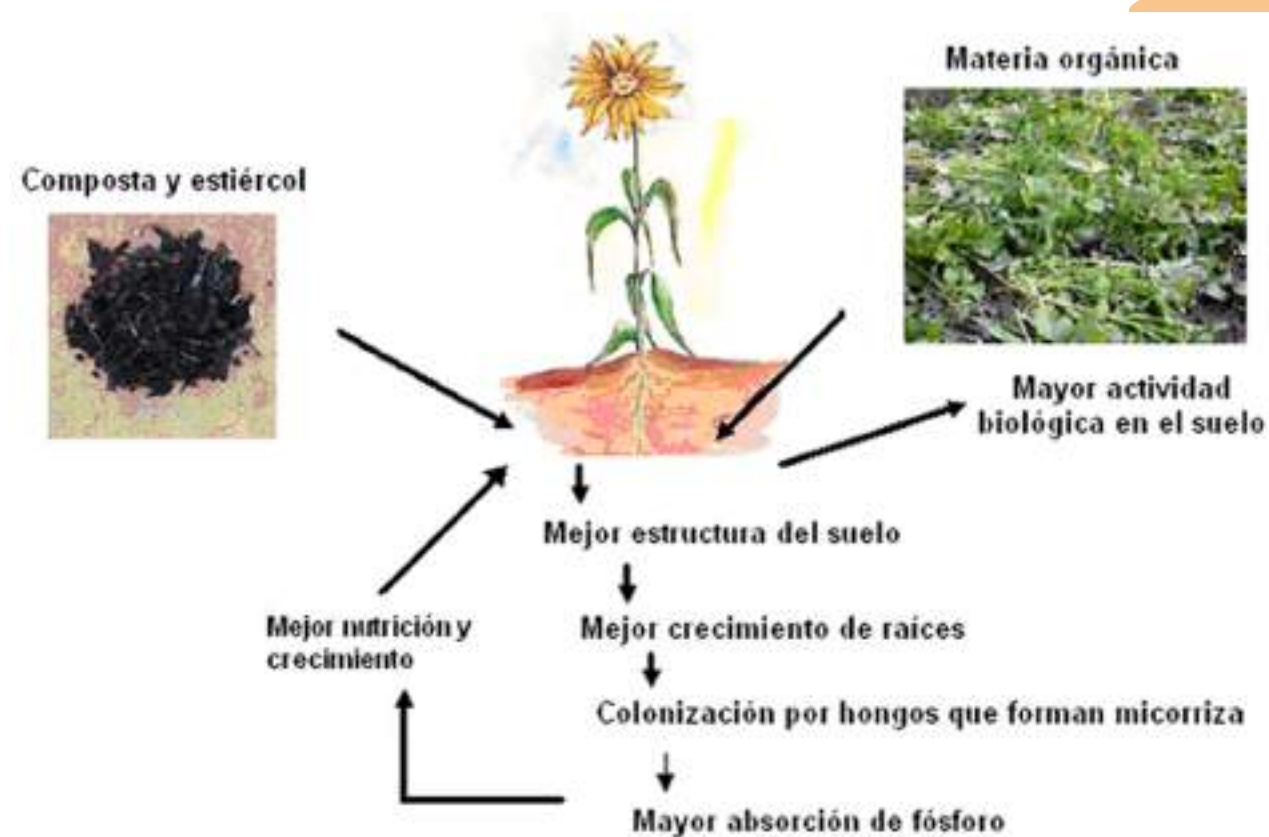 Materia orgánica
Composta y estiércol
Mayor actividad
biológica en el suelo
Mejor estructura del suelo
Mejor crecimiento de raíces
Mejor nutrición y
crecimiento
Colonización por hongos que forman micorriza
Mayor absorción de fósforo